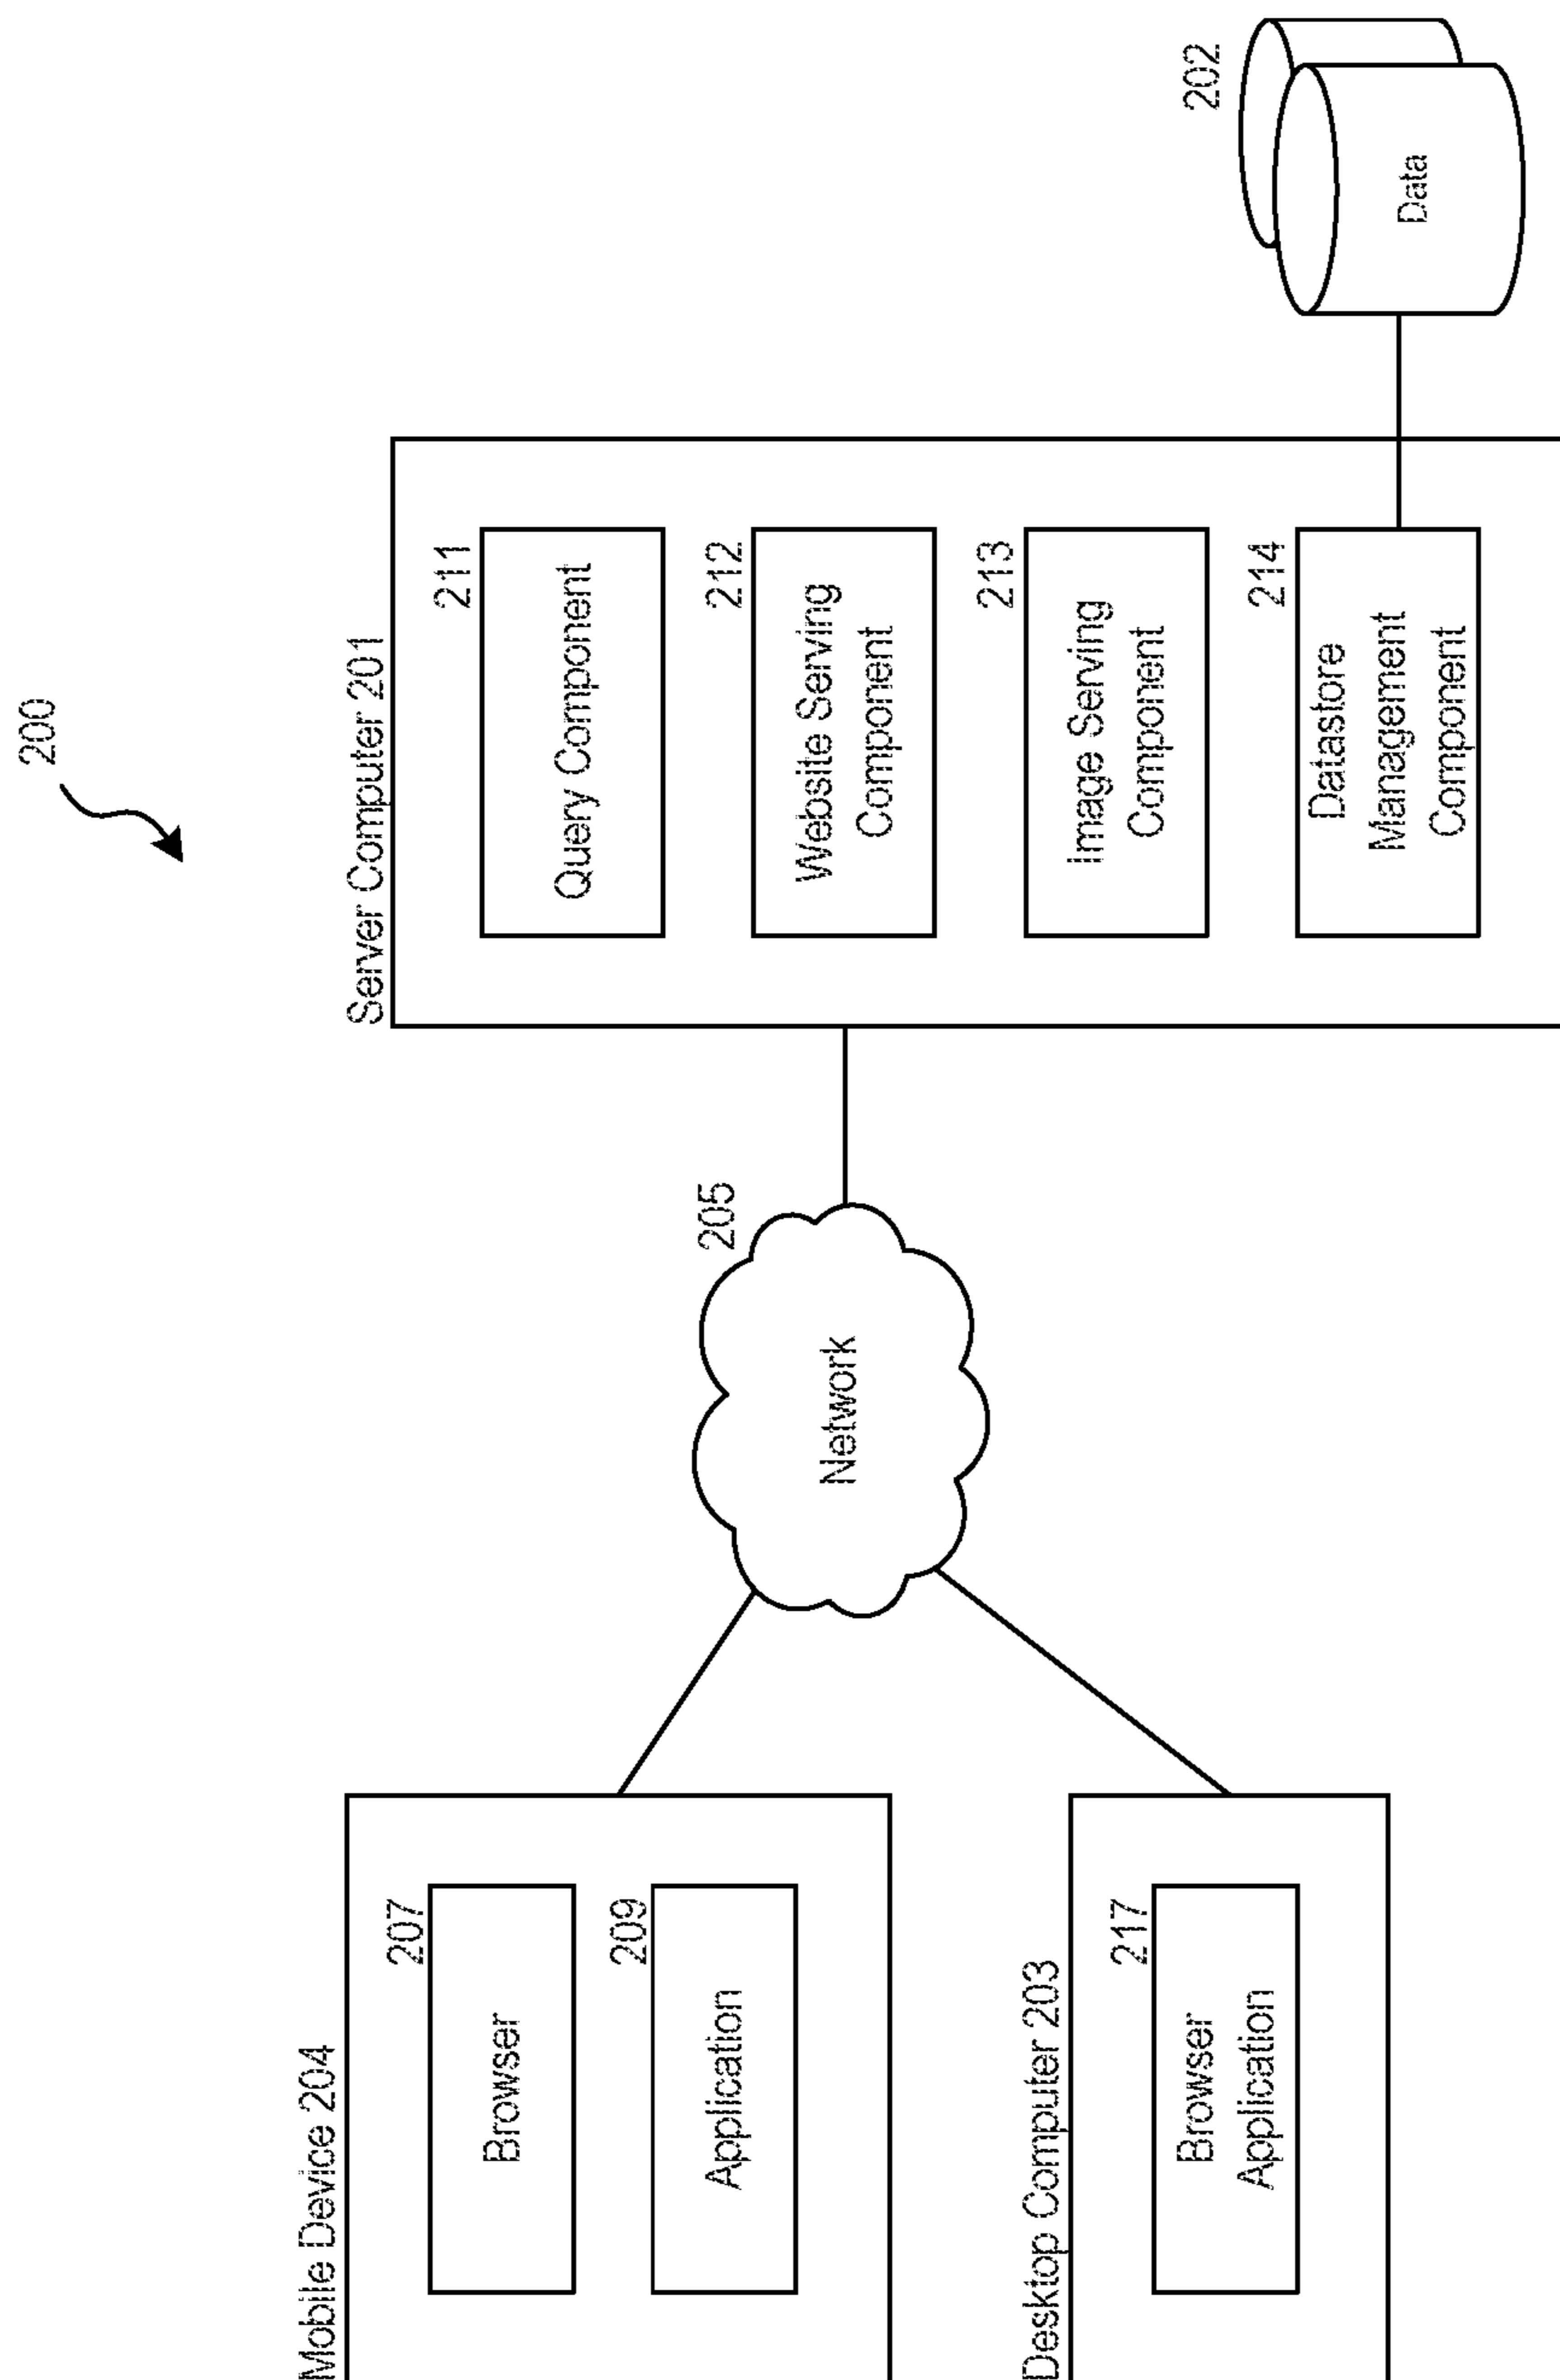 200
Mobile Device 204
207
Browser
209
Application
Desktop Computer 203
217
Browser
Application
205
Network
Server Computer 201
211
Query Component
212
Website Serving
Component
213
Image Serving
Component
214
Datastore
Management
Component
202
Data